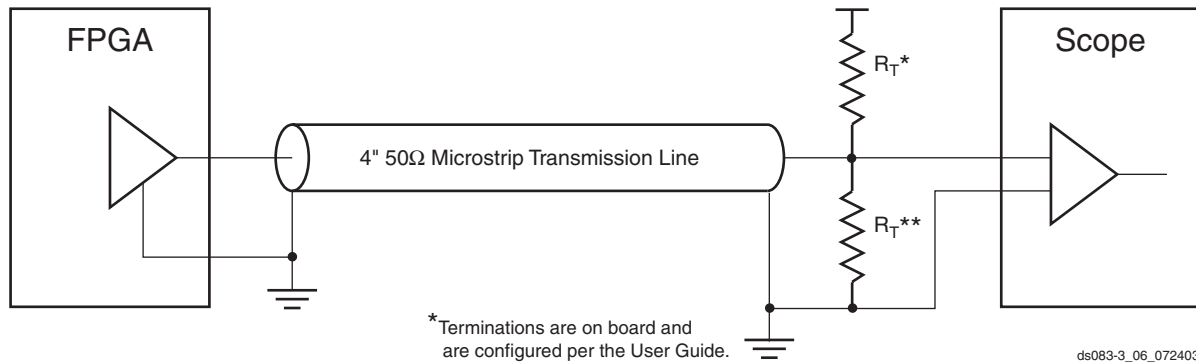 FPGA
Scope
R_T*
4" 50Ω Microstrip Transmission Line
R_T**
*Terminations are on board and
are configured per the User Guide.
ds083-3_06_072403